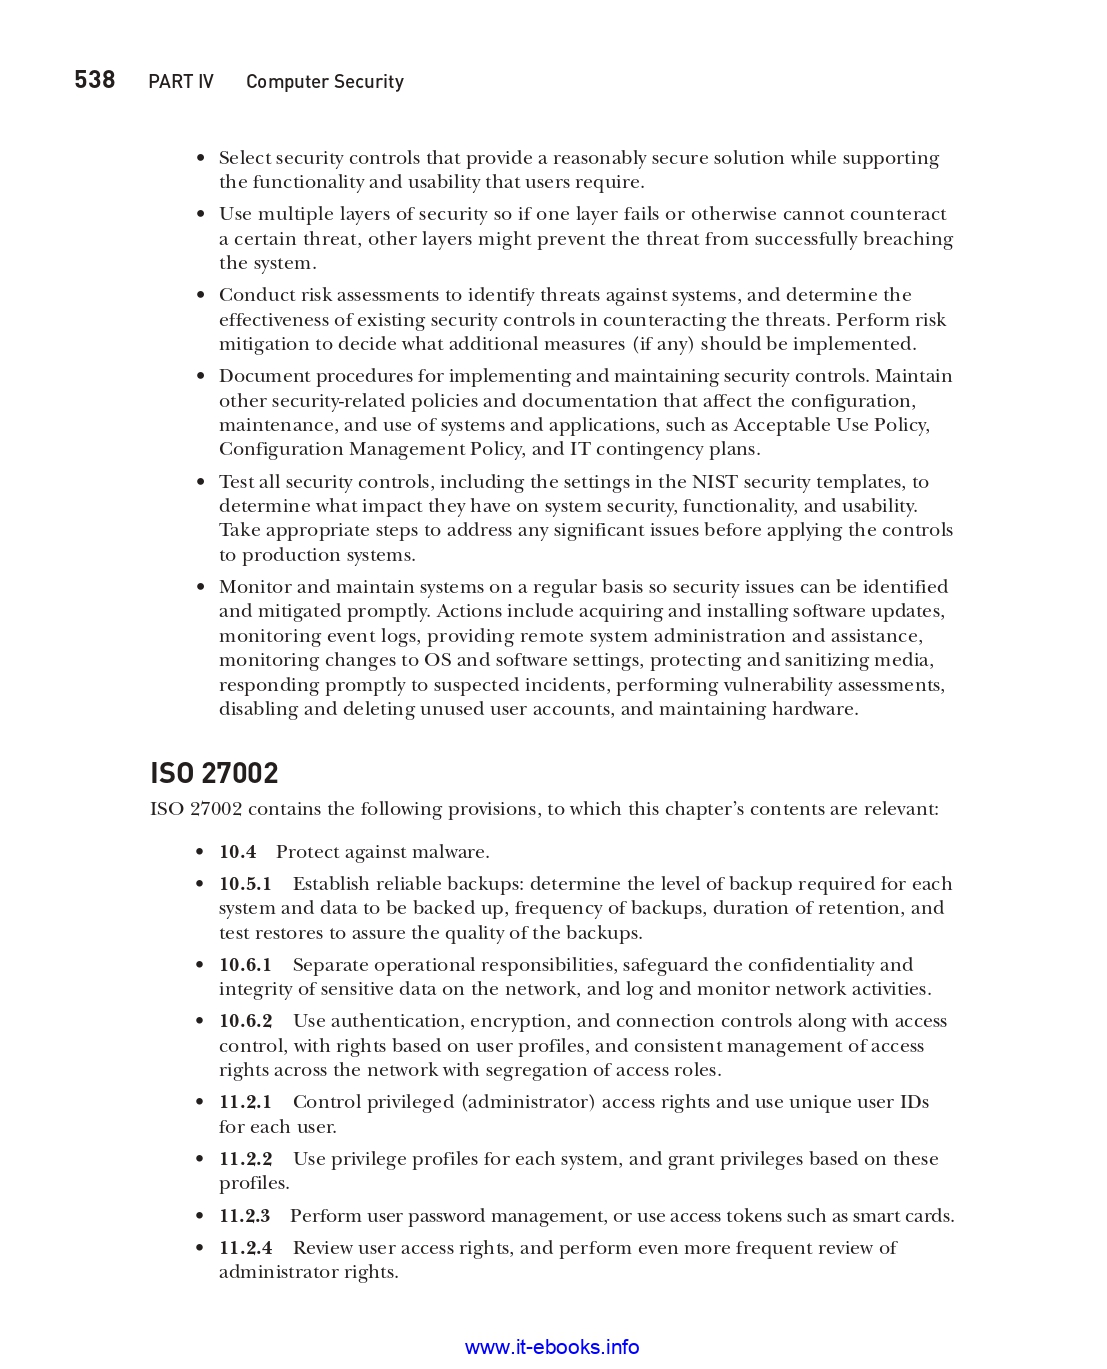 538 PART IV Computer Security
• Select security controls that provide a reasonably secure solution while supporting
the functionality and usability that users require.
• Use multiple layers of security so if one layer fails or otherwise cannot counteract
a certain threat, other layers might prevent the threat from successfully breaching
the system.
• Conduct risk assessments to identify threats against systems, and determine the
effectiveness of existing security controls in counteracting the threats. Perform risk
mitigation to decide what additional measures (if any) should be implemented.
• Document procedures for implementing and maintaining security controls. Maintain
other security-related policies and documentation that affect the configuration,
maintenance, and use of systems and applications, such as Acceptable Use Policy,
Configuration Management Policy, and IT contingency plans.
• Test all security controls, including the settings in the NIST security templates, to
determine what impact they have on system security, functionality, and usability.
Take appropriate steps to address any significant issues before applying the controls
to production systems.
• Monitor and maintain systems on a regular basis so security issues can be identified
and mitigated promptly. Actions include acquiring and installing software updates,
monitoring event logs, providing remote system administration and assistance,
monitoring changes to OS and software settings, protecting and sanitizing media,
responding promptly to suspected incidents, performing vulnerability assessments,
disabling and deleting unused user accounts, and maintaining hardware.
ISO 27002
ISO 27002 contains the following provisions, to which this chapter's contents are relevant:
• 10.4 Protect against malware.
• 10.5.1 Establish reliable backups: determine the level of backup required for each
system and data to be backed up, frequency of backups, duration of retention, and
test restores to assure the quality of the backups.
• 10.6.1 Separate operational responsibilities, safeguard the confidentiality and
integrity of sensitive data on the network, and log and monitor network activities.
• 10.6.2 Use authentication, encryption, and connection controls along with access
control, with rights based on user profiles, and consistent management of access
rights across the network with segregation of access roles.
• 11.2.1 Control privileged (administrator) access rights and use unique user IDs
for each user.
• 11.2.2 Use privilege profiles for each system, and grant privileges based on these
profiles.
• 11.2.3 Perform user password management, or use access tokens such as smart cards.
• 11.2.4 Review user access rights, and perform even more frequent review of
administrator rights.
www.it-ebooks.info